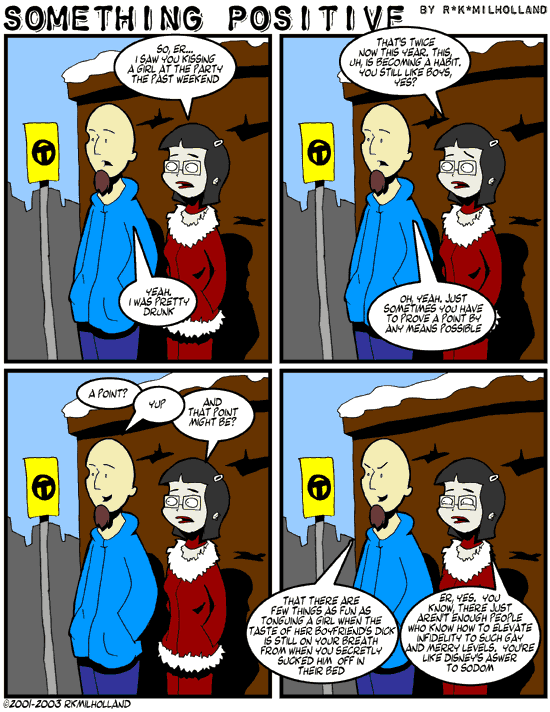 SOMETHING POSITIVE BY R*K*MILHOLLAND
SO, ER...
I SAW YOU KISSING
A GIRL AT THE PARTY
THE PAST WEEKEND
YEAH.
I WAS PRETTY
DRUNK
THAT'S TWICE
NOW THIS YEAR. THIS,
UH, IS BECOMING A HABIT.
YOU STILL LIKE BOYS,
YES?
OH, YEAH. JUST
SOMETIMES YOU HAVE
TO PROVE A POINT BY
ANY MEANS POSSIBLE
A POINT?
YUP
AND
THAT POINT
MIGHT BE?
THAT THERE ARE
FEW THINGS AS FUN AS
TONGUING A GIRL WHEN THE
TASTE OF HER BOYFRIEND'S DICK
IS STILL ON YOUR BREATH
FROM WHEN YOU SECRETLY
SUCKED HIM OFF IN
THEIR BED
ER, YES. YOU
KNOW, THERE JUST
AREN'T ENOUGH PEOPLE
WHO KNOW HOW TO ELEVATE
INFIDELITY TO SUCH GAY
AND MERRY LEVELS. YOU'RE
LIKE DISNEY'S ASWER
TO SODOM
©2001-2003 RKMILHOLLAND